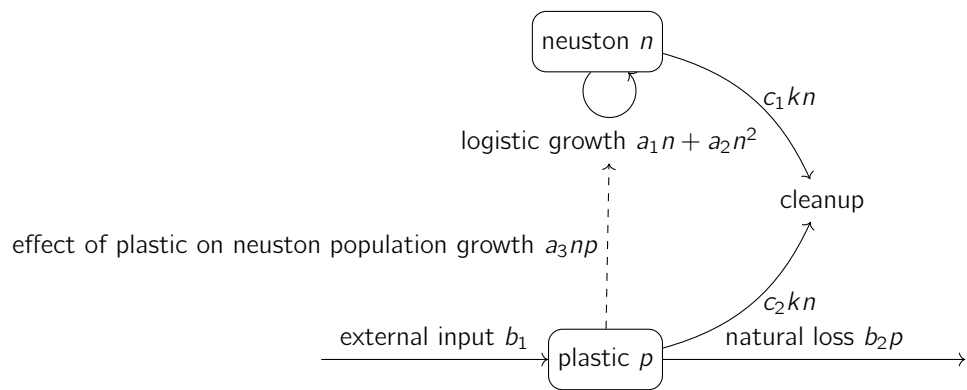 neuston n
c₁kn
logistic growth a₁n + a₂n²
cleanup
effect of plastic on neuston population growth a₃np
c₂kn
external input b₁
plastic p
natural loss b₂p